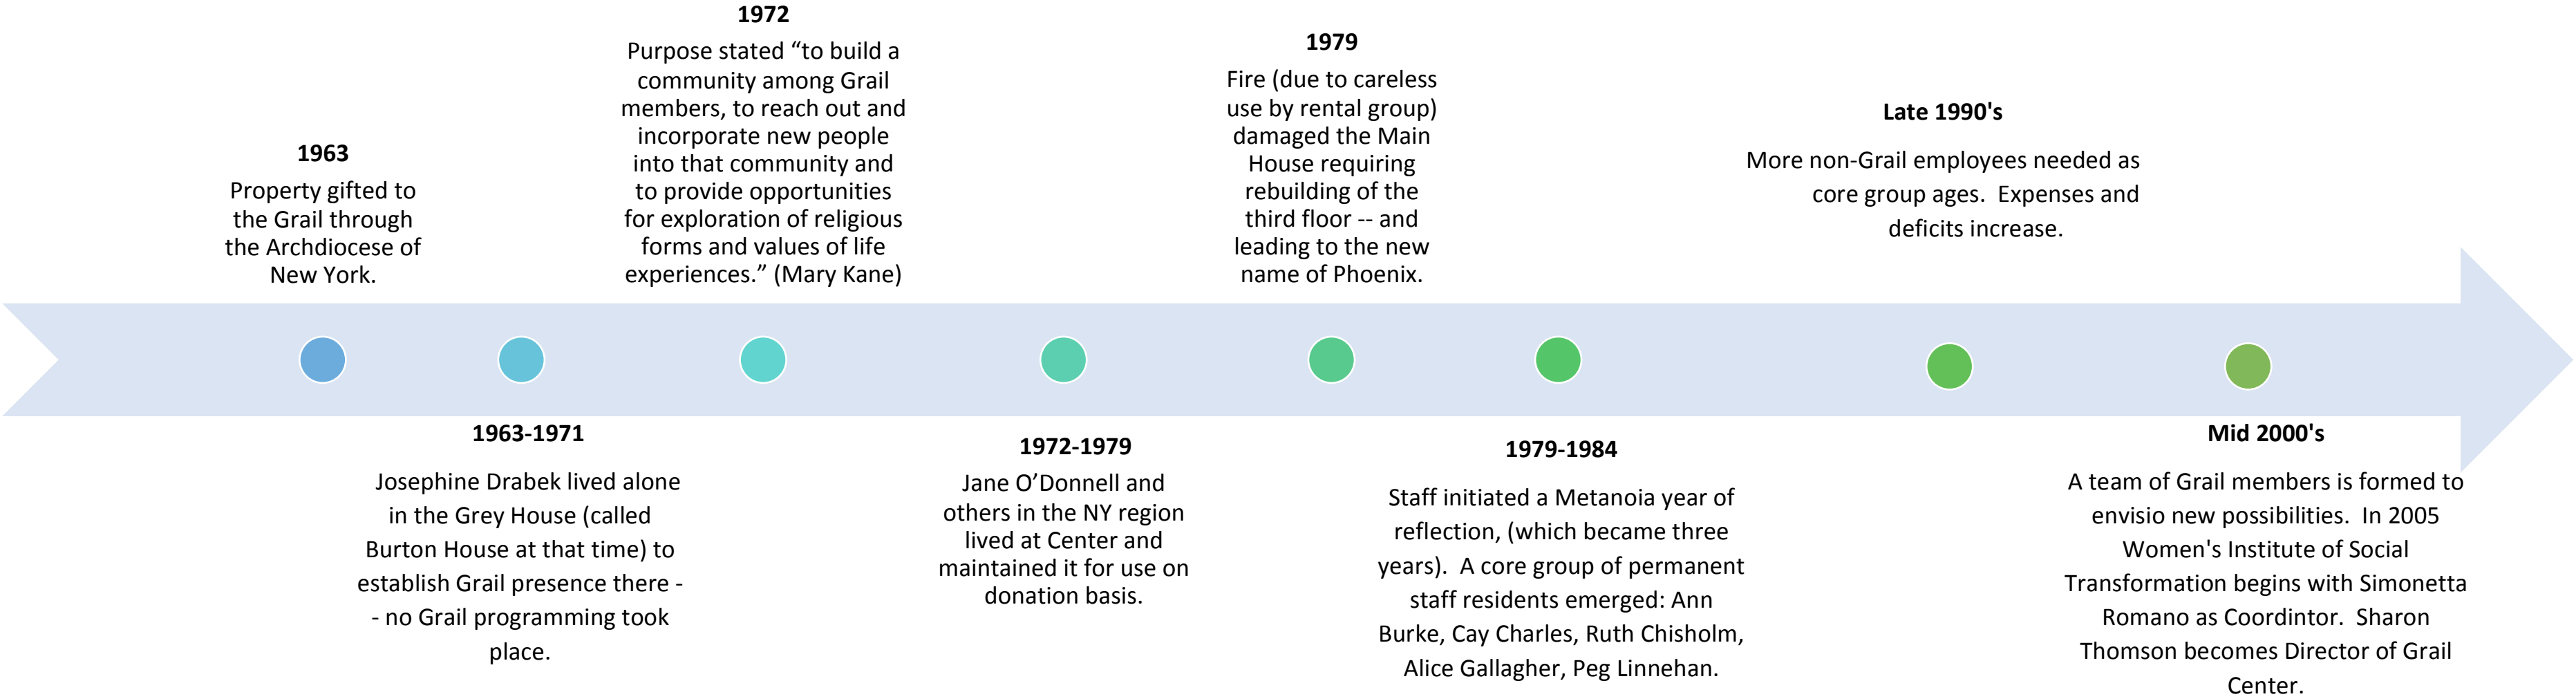 1963
Property gifted to
the Grail through
the Archdiocese of
New York.
1963-1971
Josephine Drabek lived alone
in the Grey House (called
Burton House at that time) to
establish Grail presence there -
- no Grail programming took
place.
1972
Purpose stated “to build a
community among Grail
members, to reach out and
incorporate new people
into that community and
to provide opportunities
for exploration of religious
forms and values of life
experiences.” (Mary Kane)
1972-1979
Jane O’Donnell and
others in the NY region
lived at Center and
maintained it for use on
donation basis.
1979
Fire (due to careless
use by rental group)
damaged the Main
House requiring
rebuilding of the
third floor -- and
leading to the new
name of Phoenix.
1979-1984
Staff initiated a Metanoia year of
reflection, (which became three
years).  A core group of permanent
staff residents emerged: Ann
Burke, Cay Charles, Ruth Chisholm,
Alice Gallagher, Peg Linnehan.
Late 1990's
More non-Grail employees needed as
core group ages.  Expenses and
deficits increase.
Mid 2000's
A team of Grail members is formed to
envisio new possibilities.  In 2005
Women's Institute of Social
Transformation begins with Simonetta
Romano as Coordintor.  Sharon
Thomson becomes Director of Grail
Center.